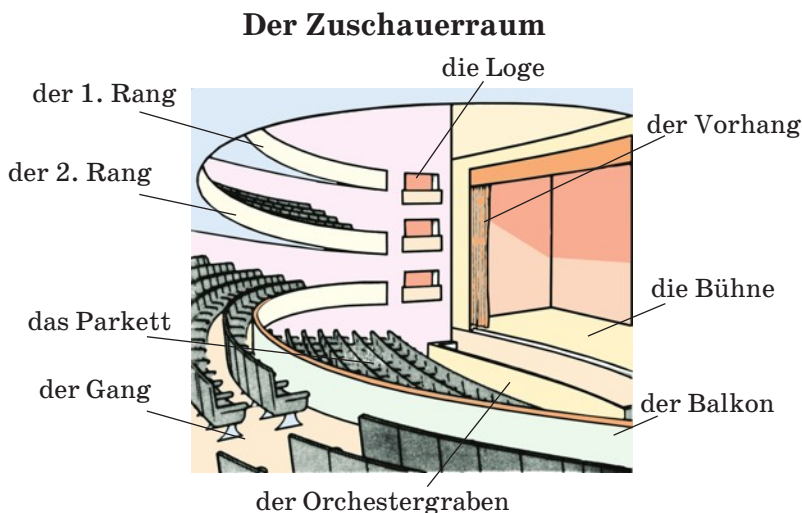 Der Zuschauerraum
die Loge
der 1. Rang
der Vorhang
der 2. Rang
die Bühne
das Parkett
der Gang
der Balkon
der Orchestergraben